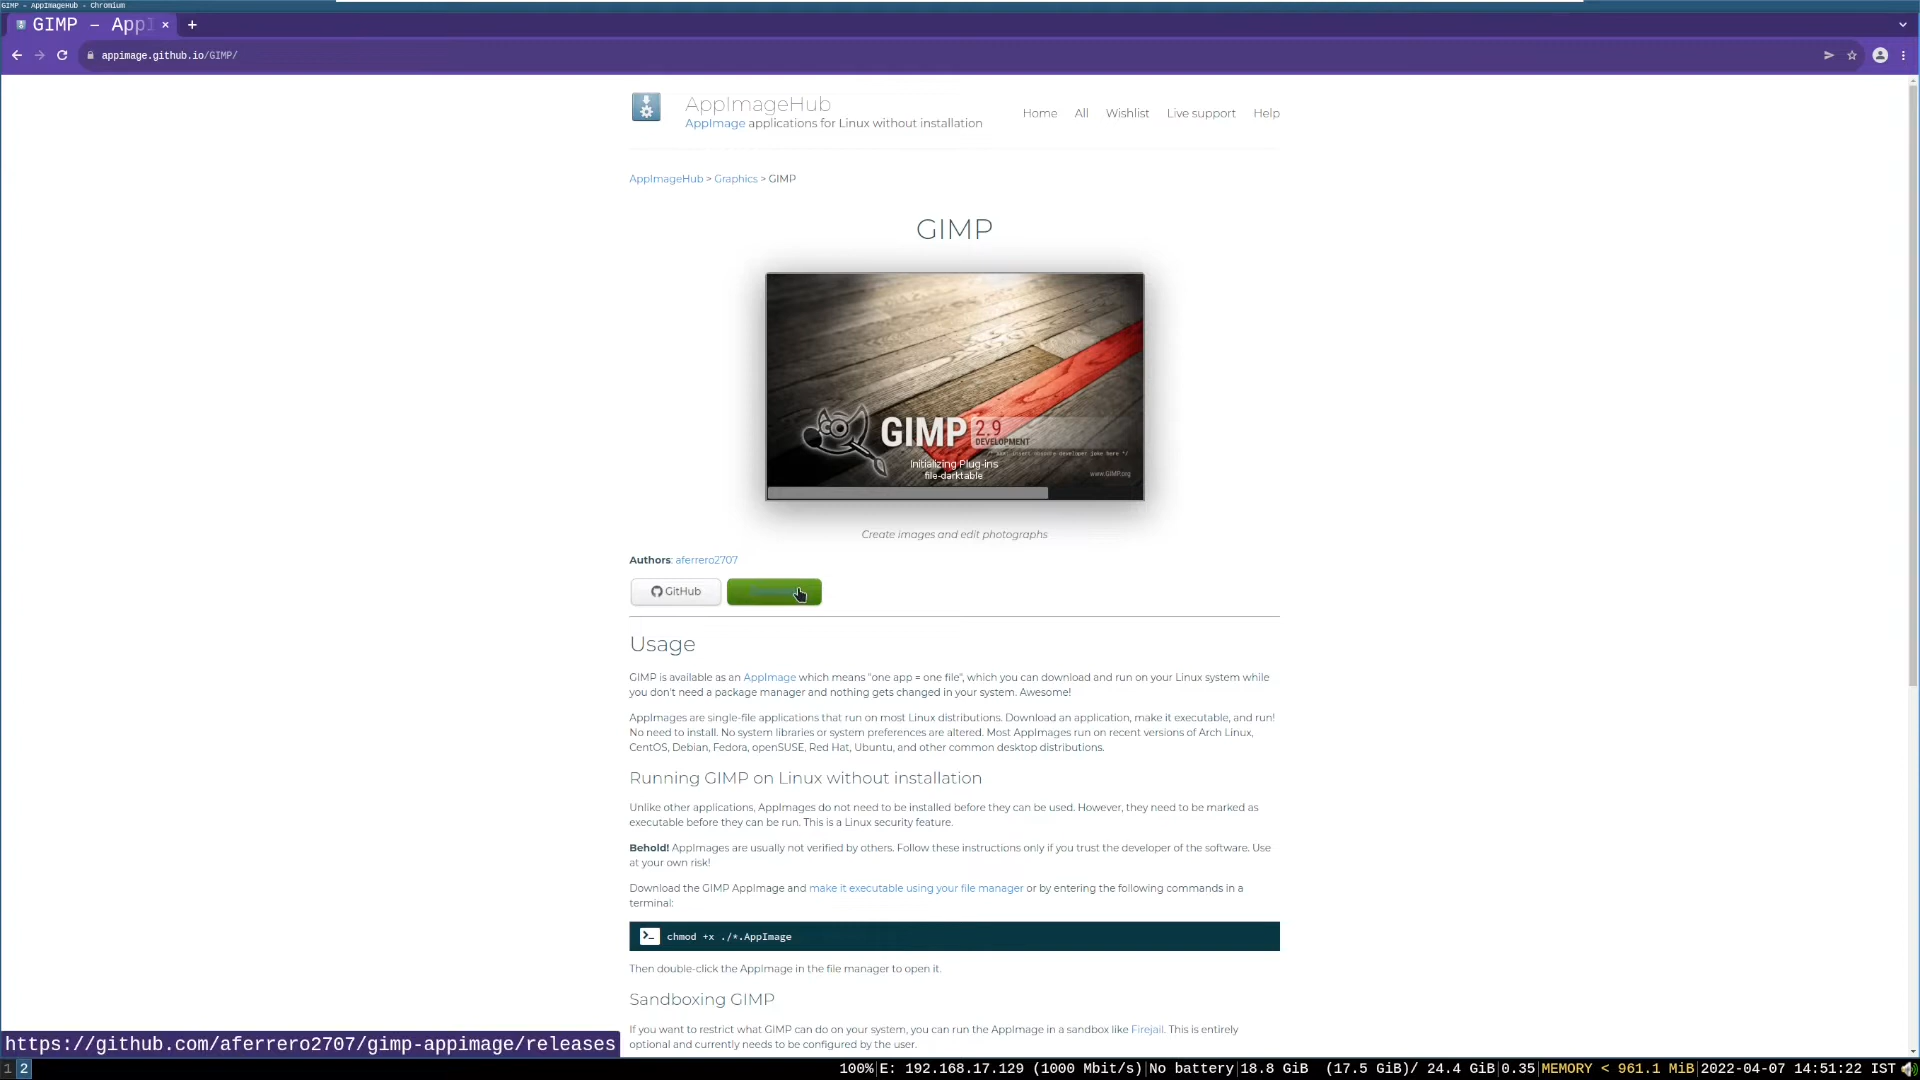 GIMP – AppImageHub - Chromium
GIMP – AppI
appimage.github.io/GIMP/
AppImageHub
AppImage applications for Linux without installation
Home All Wishlist Live support Help
AppImageHub > Graphics > GIMP
GIMP
GIMP 2.9
DEVELOPMENT
Initializing Plug-ins
file-darktable
www.GIMP.org
Create images and edit photographs
Authors: aferrero2707
GitHub
Usage
GIMP is available as an AppImage which means "one app = one file", which you can download and run on your Linux system while
you don't need a package manager and nothing gets changed in your system. Awesome!
AppImages are single-file applications that run on most Linux distributions. Download an application, make it executable, and run!
No need to install. No system libraries or system preferences are altered. Most AppImages run on recent versions of Arch Linux,
CentOS, Debian, Fedora, openSUSE, Red Hat, Ubuntu, and other common desktop distributions.
Running GIMP on Linux without installation
Unlike other applications, AppImages do not need to be installed before they can be used. However, they need to be marked as
executable before they can be run. This is a Linux security feature.
Behold! AppImages are usually not verified by others. Follow these instructions only if you trust the developer of the software. Use
at your own risk!
Download the GIMP AppImage and make it executable using your file manager or by entering the following commands in a
terminal:
chmod +x ./*.AppImage
Then double-click the AppImage in the file manager to open it.
Sandboxing GIMP
If you want to restrict what GIMP can do on your system, you can run the AppImage in a sandbox like Firejail. This is entirely
optional and currently needs to be configured by the user.
https://github.com/aferrero2707/gimp-appimage/releases
1 2 100%|E: 192.168.17.129 (1000 Mbit/s)|No battery|18.8 GiB (17.5 GiB)/ 24.4 GiB|0.35|MEMORY < 961.1 MiB|2022-04-07 14:51:22 IST